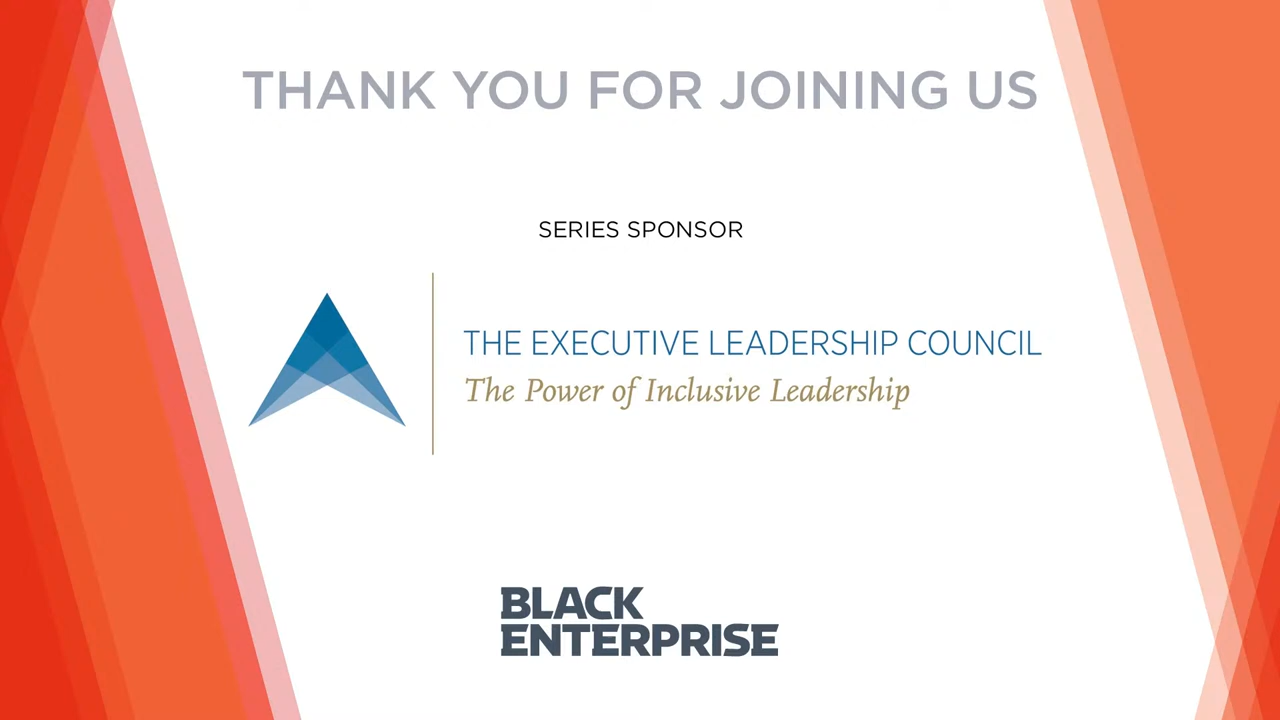 THANK YOU FOR JOINING US
SERIES SPONSOR
THE EXECUTIVE LEADERSHIP COUNCIL
The Power of Inclusive Leadership
BLACK
ENTERPRISE